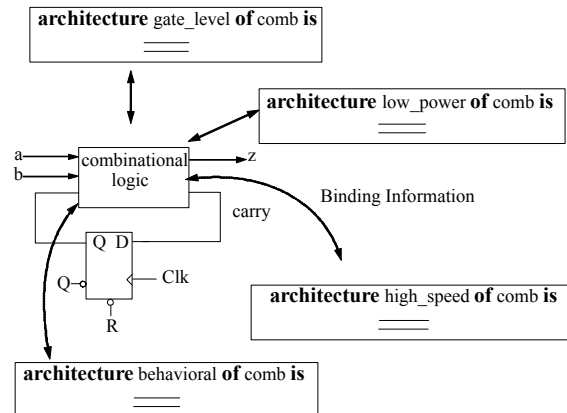 architecture gate_level of comb is
architecture low_power of comb is
a
b
combinational
logic
z
carry
Binding Information
Q D
Q
Clk
R
architecture high_speed of comb is
architecture behavioral of comb is